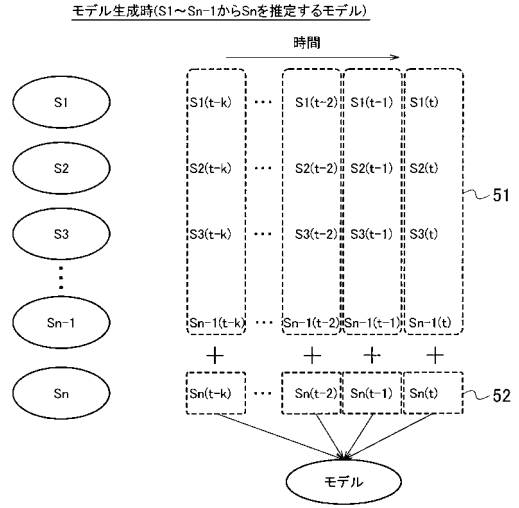 モデル生成時(S1～Sn-1からSnを推定するモデル)
時間
S1 S1(t-k) ... S1(t-2) S1(t-1) S1(t)
S2 S2(t-k) ... S2(t-2) S2(t-1) S2(t)
51
S3 S3(t-k) ... S3(t-2) S3(t-1) S3(t)
Sn-1 Sn-1(t-k) ... Sn-1(t-2) Sn-1(t-1) Sn-1(t)
+ + + +
Sn Sn(t-k) ... Sn(t-2) Sn(t-1) Sn(t) 52
モデル